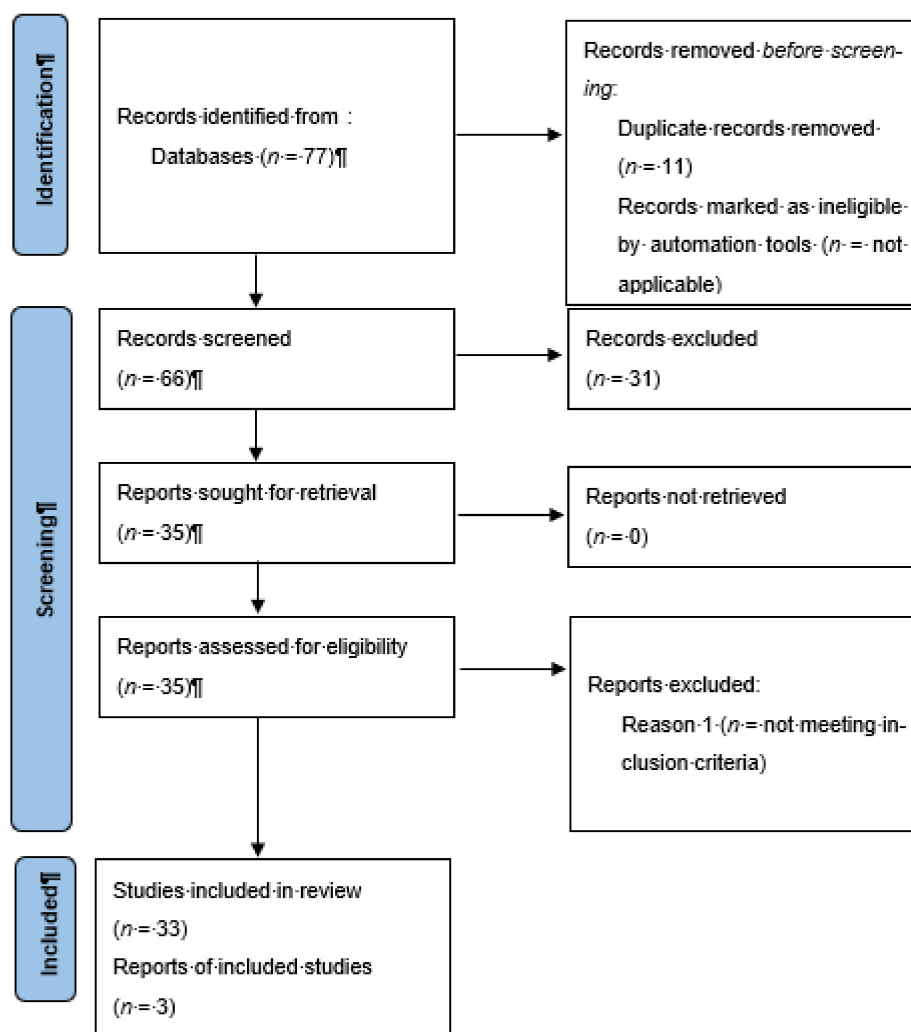 Identification¶
Records·identified·from :
Databases·(n·=·77)¶
Records·removed·before·screen-
ing:
Duplicate·records·removed·
(n·=·11)
Records·marked·as·ineligible·
by·automation·tools·(n·=·not·
applicable)
Screening¶
Records·screened
(n·=·66)¶
Records·excluded
(n·=·31)
Reports·sought·for·retrieval
(n·=·35)¶
Reports·not·retrieved
(n·=·0)
Reports·assessed·for·eligibility
(n·=·35)¶
Reports·excluded:
Reason·1·(n·=·not·meeting·in-
clusion·criteria)
Included¶
Studies·included·in·review
(n·=·33)
Reports·of·included·studies
(n·=·3)